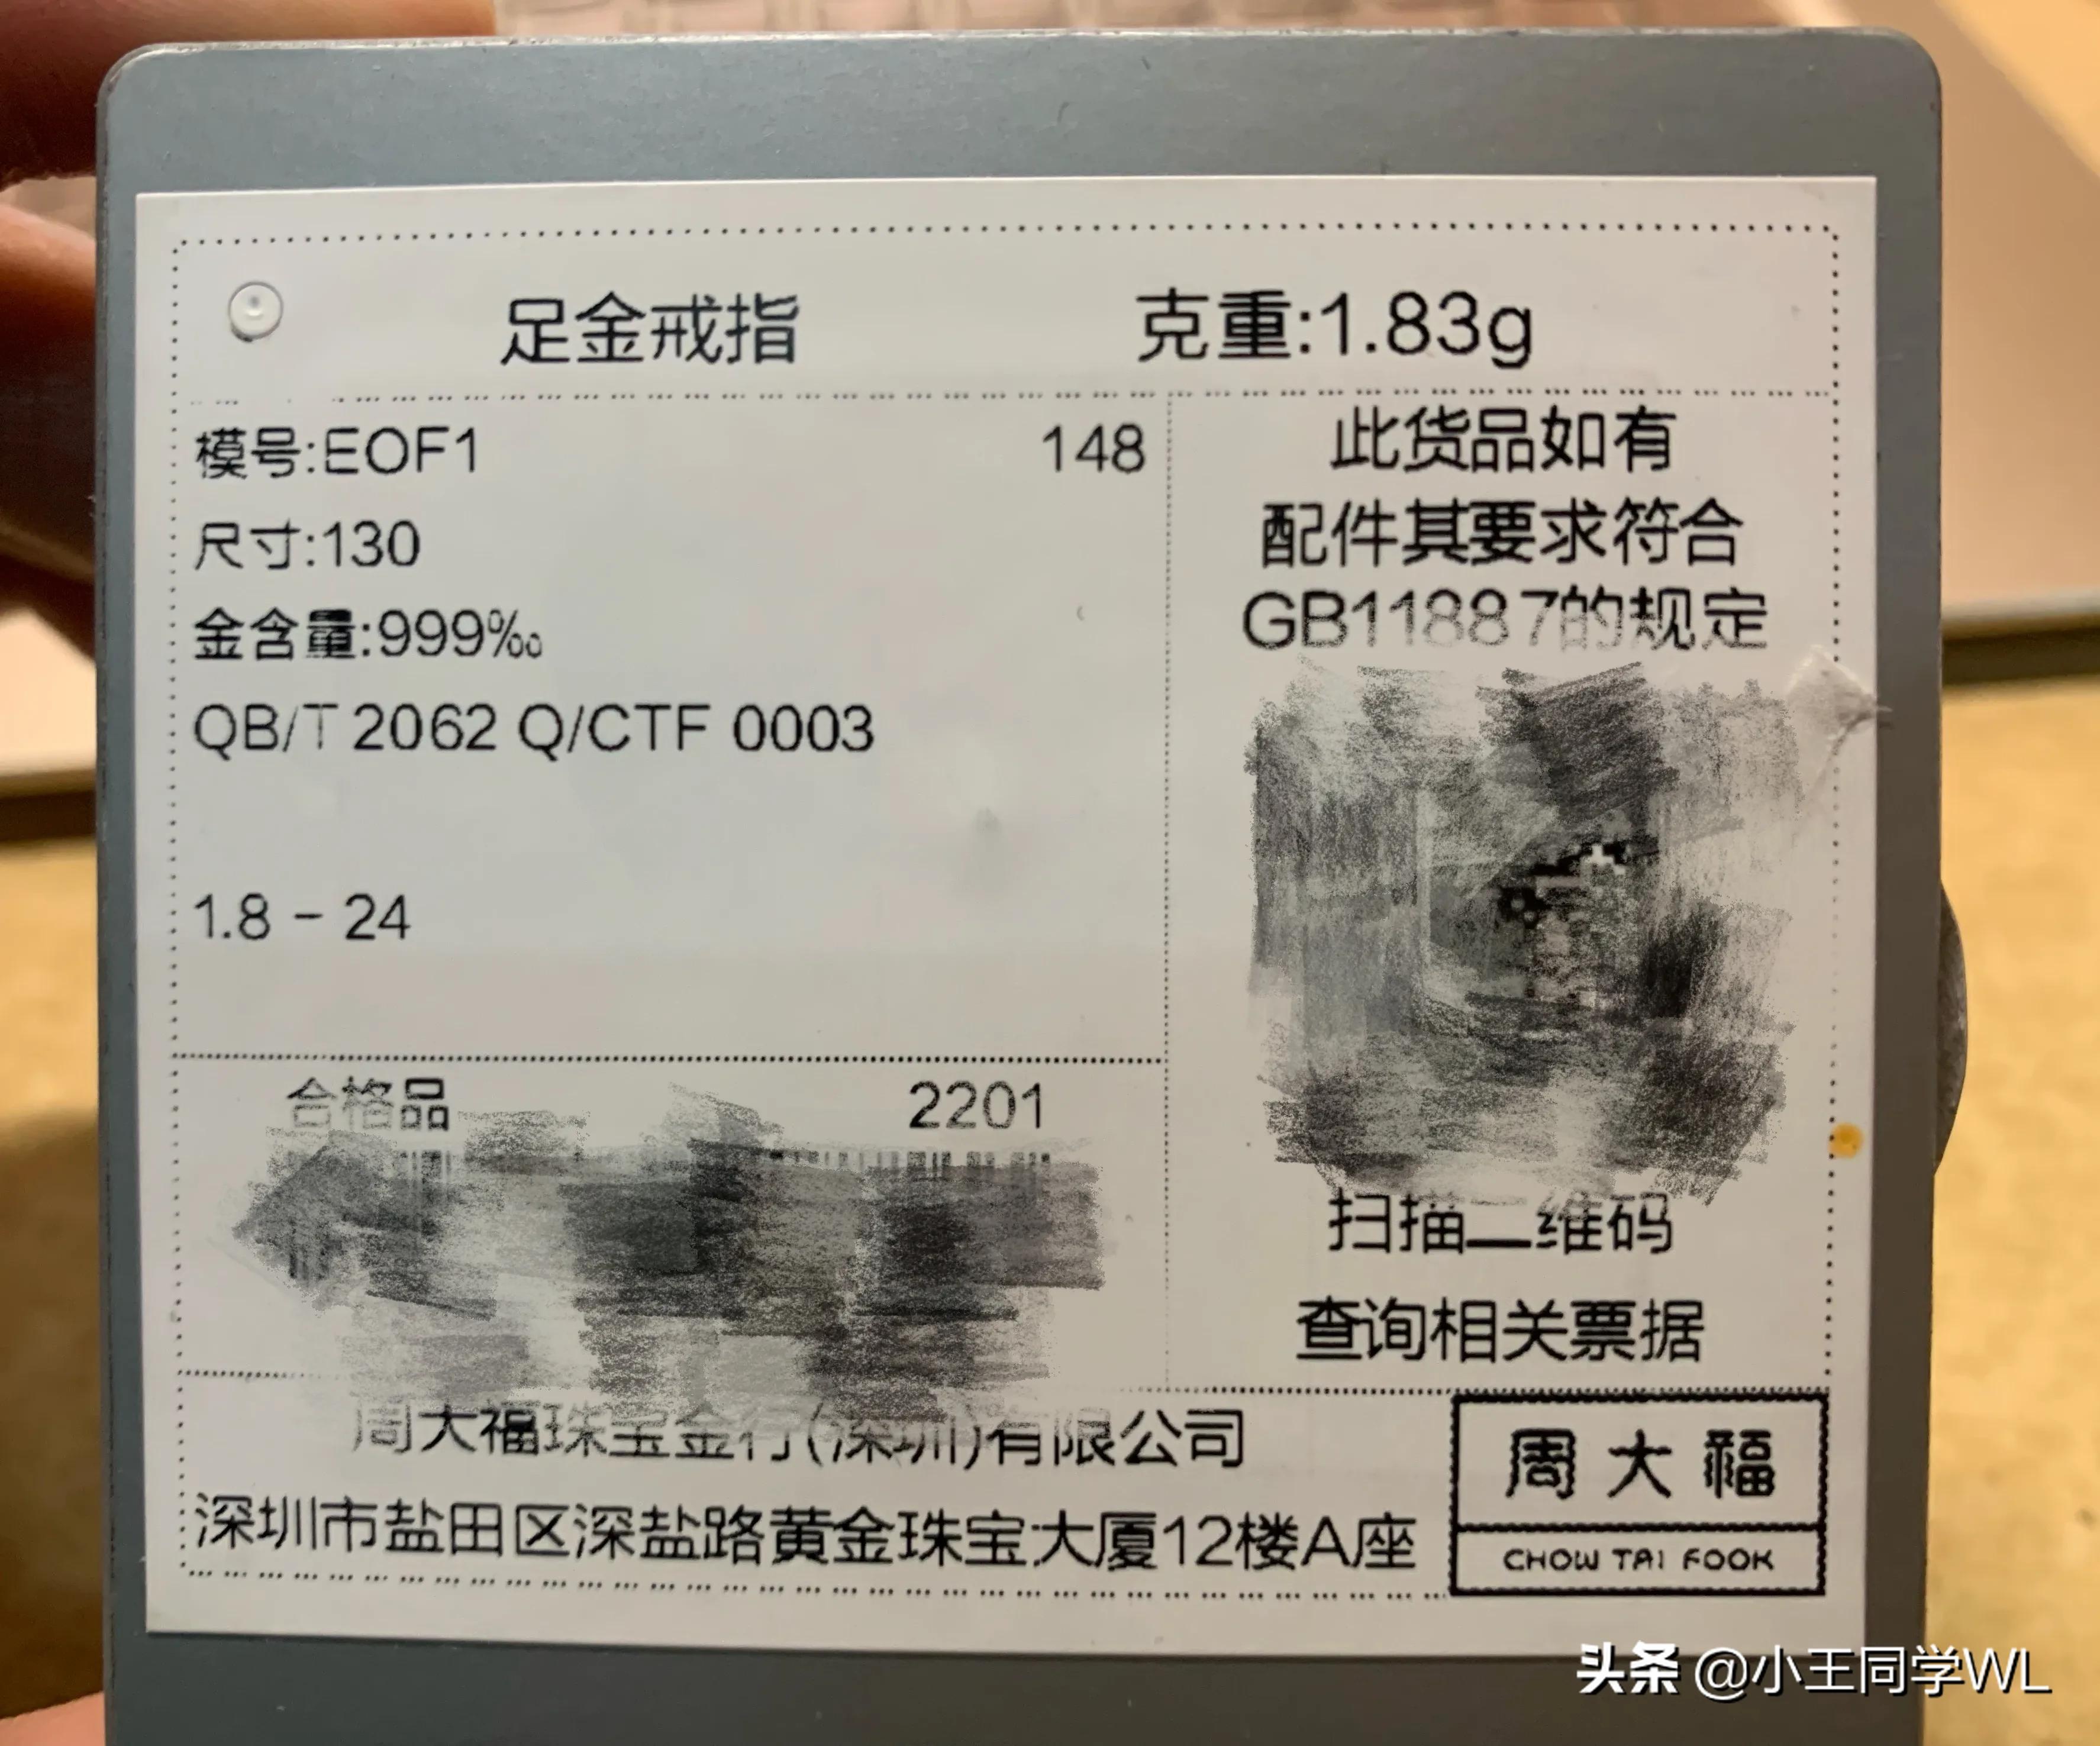 足金戒指 克重:1.83g
模号:EOF1 148
尺寸:130
金含量:999‰
QB/T 2062 Q/CTF 0003
1.8 - 24
此货品如有
配件其要求符合
GB11887的规定
扫描二维码
查询相关票据
合格品 2201
周大福珠宝金行(深圳)有限公司
深圳市盐田区深盐路黄金珠宝大厦12楼A座
周大福
CHOW TAI FOOK
头条 @小王同学WL